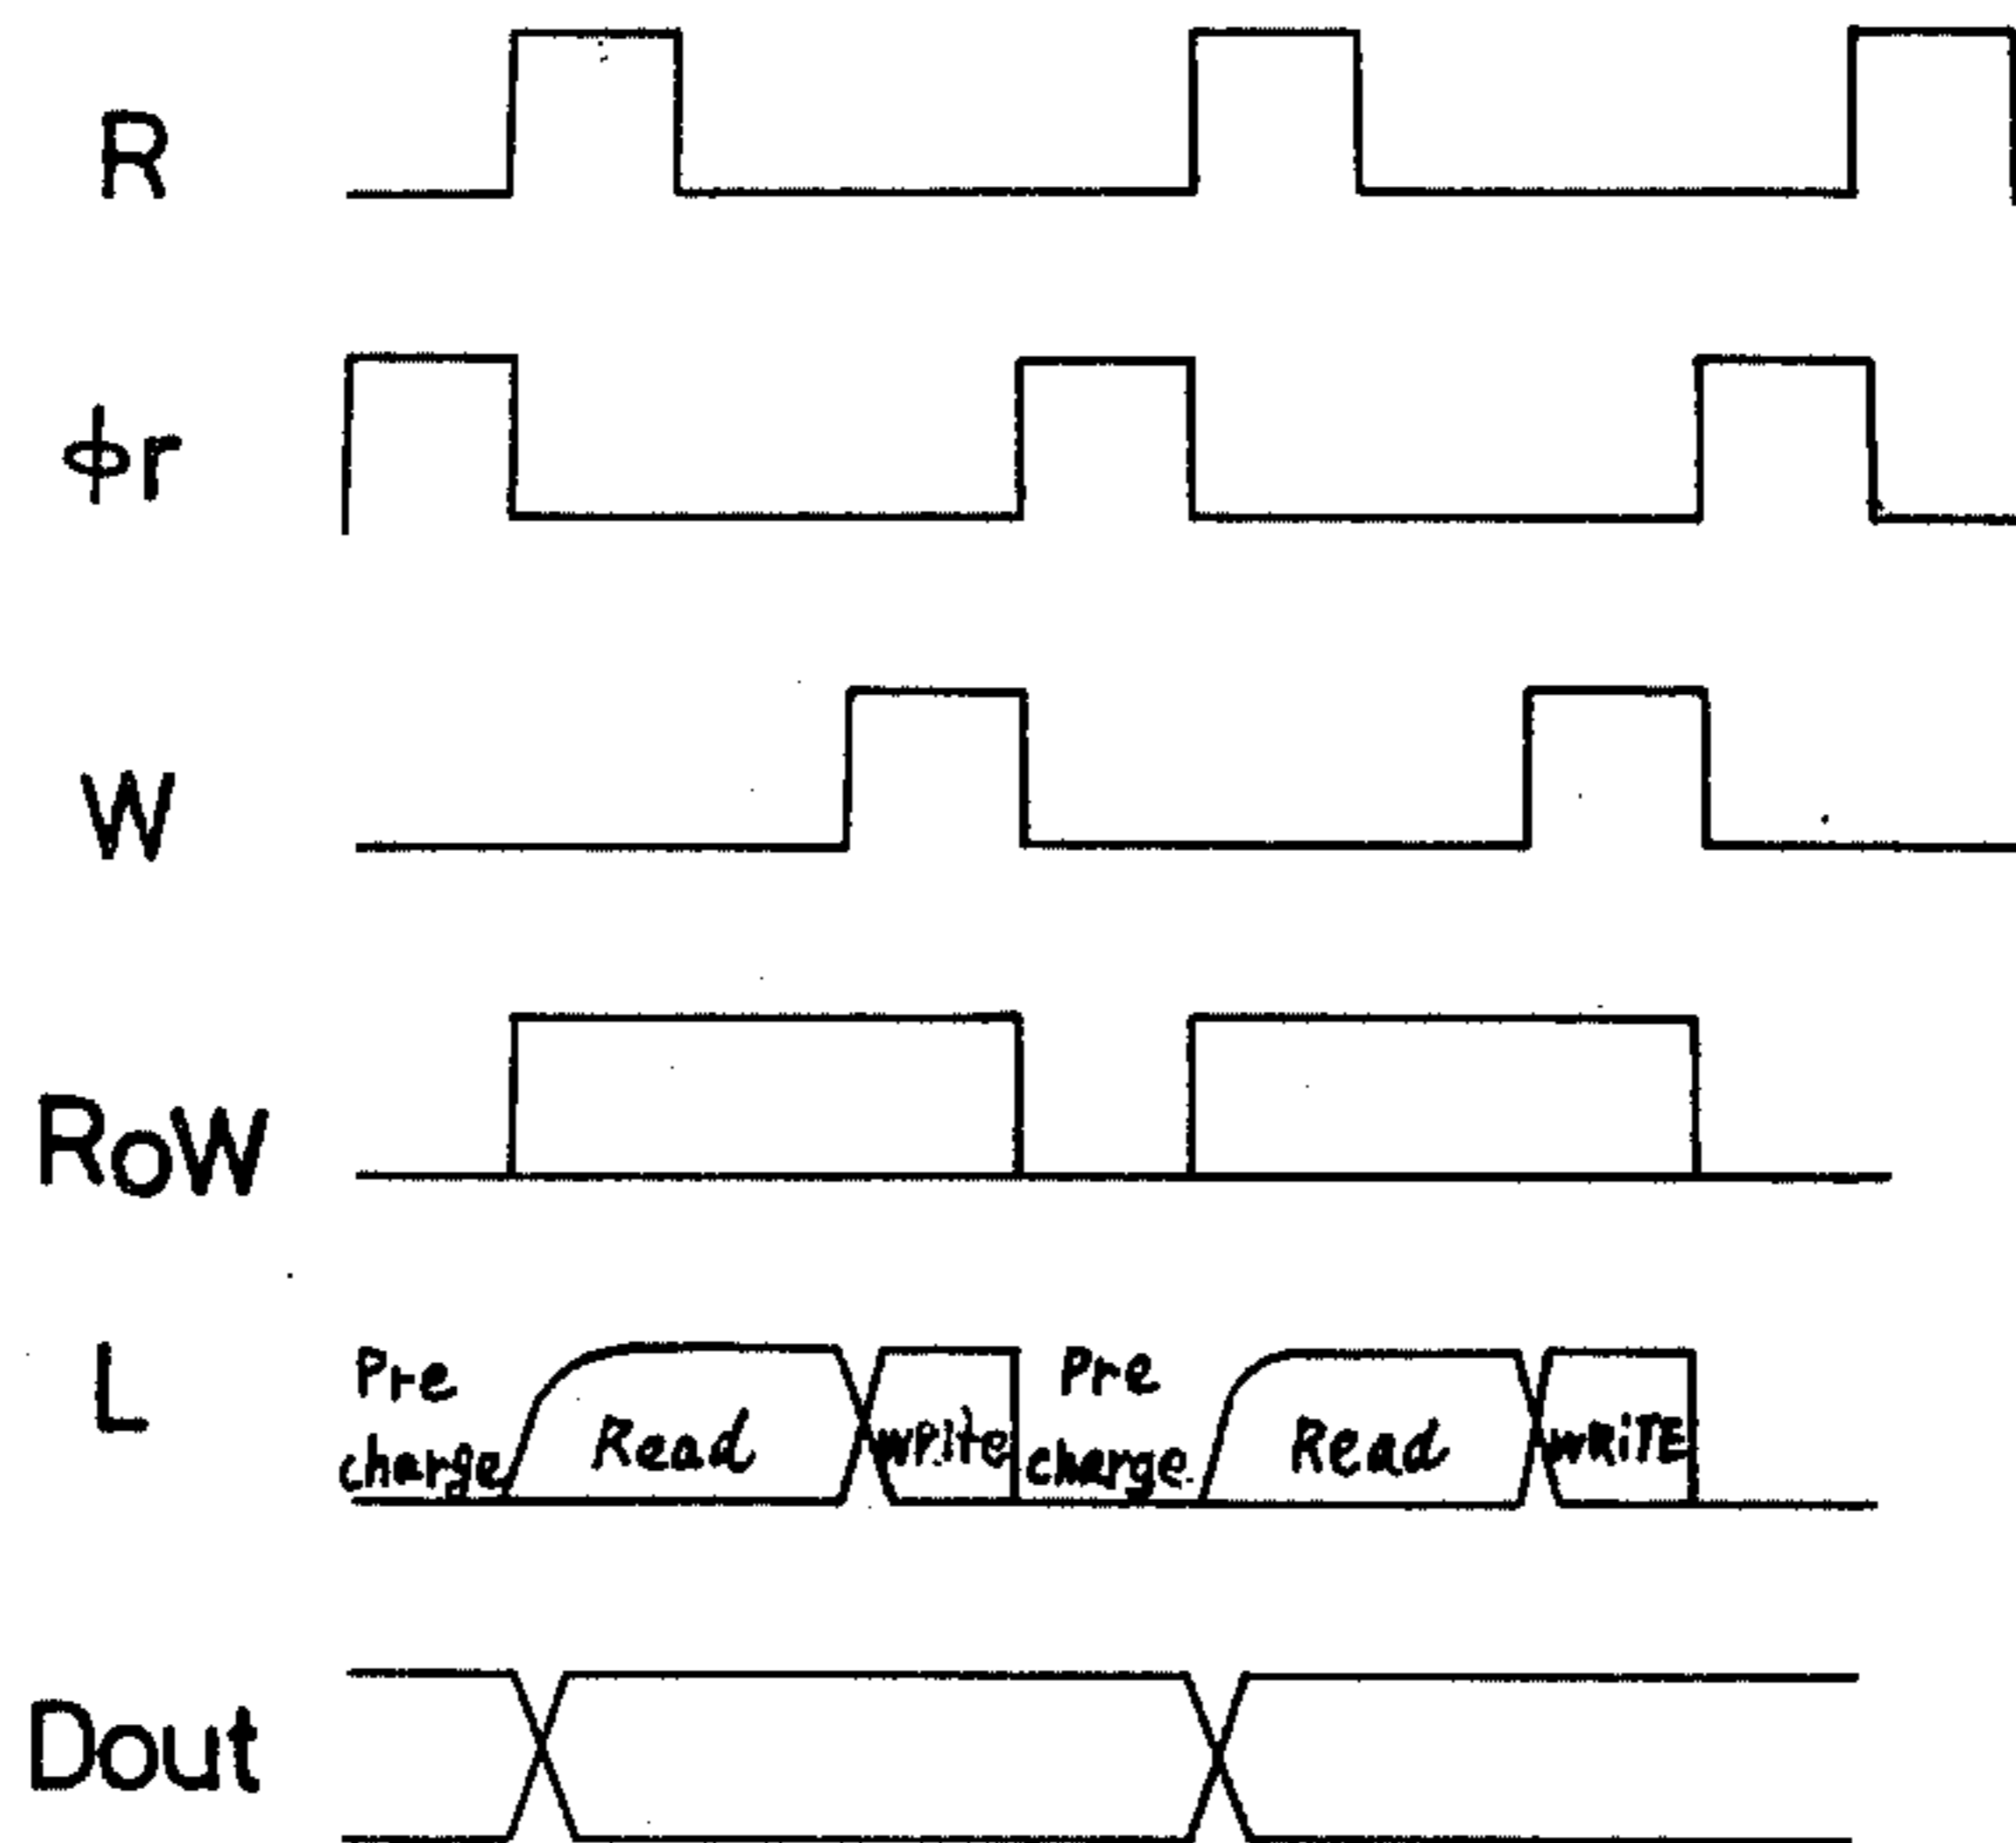 R
ϕr
W
RoW
L
Pre
charge
Read
write
Pre
charge
Read
WRiTE
Dout